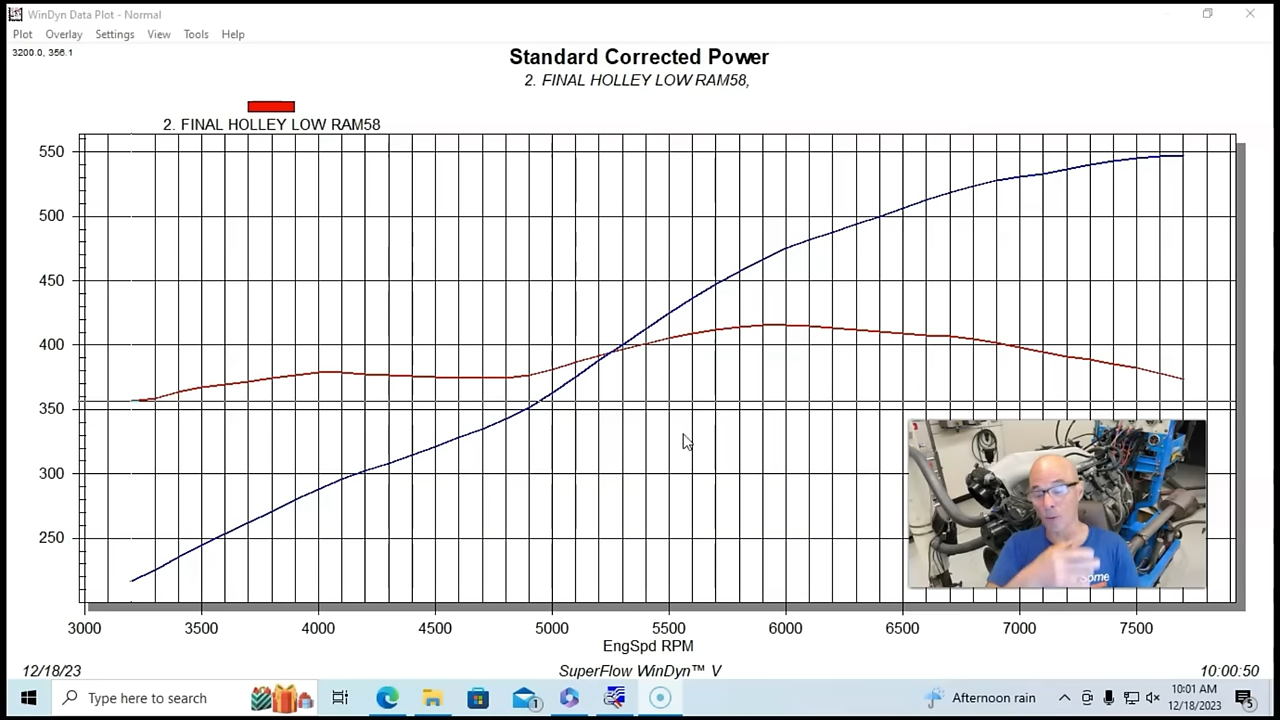 WinDyn Data Plot - Normal
Plot Overlay Settings View Tools Help
3200.0, 356.1
Standard Corrected Power
2. FINAL HOLLEY LOW RAM58,
2. FINAL HOLLEY LOW RAM58
550
500
450
400
350
300
250
3000 3500 4000 4500 5000 5500 6000 6500 7000 7500
EngSpd RPM
Some
12/18/23 SuperFlow WinDyn™ V 10:00:50
Type here to search
1
Afternoon rain
10:01 AM
12/18/2023
5